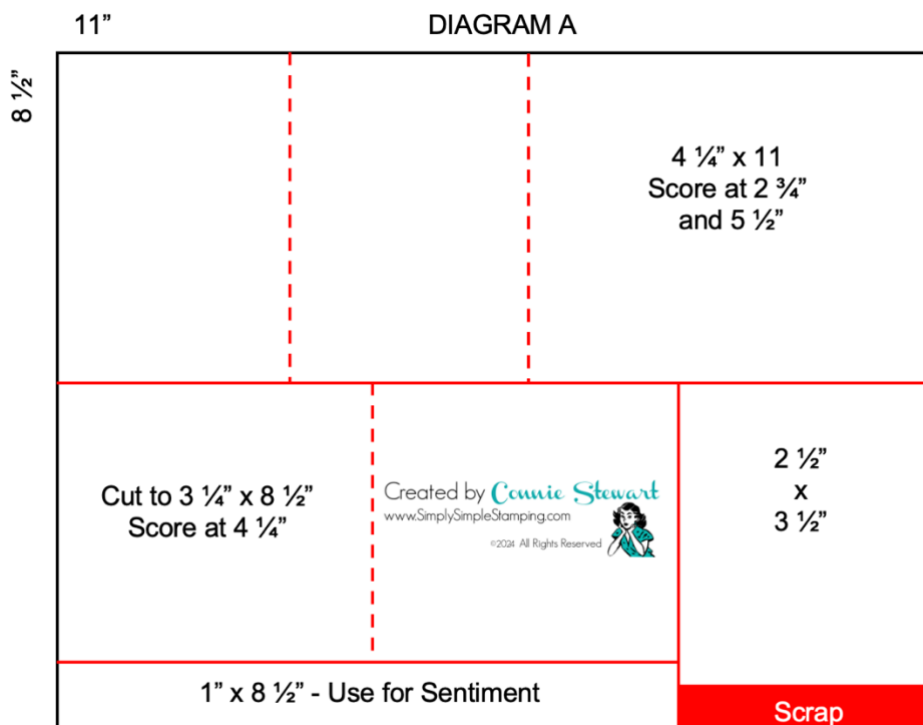 11”
DIAGRAM A
8 ½”
4 ¼” x 11
Score at 2 ¾”
and 5 ½”
Cut to 3 ¼” x 8 ½”
Score at 4 ¼”
Created by Connie Stewart
www.SimplySimpleStamping.com
©2024 All Rights Reserved
2 ½”
x
3 ½”
1” x 8 ½” - Use for Sentiment
Scrap